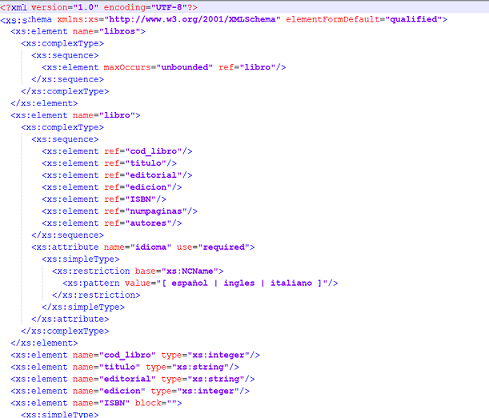 <?xml version="1.0" encoding="UTF-8"?>
<xs:schema xmlns:xs="http://www.w3.org/2001/XMLSchema" elementFormDefault="qualified">
<xs:element name="libros">
<xs:complexType>
<xs:sequence>
<xs:element maxOccurs="unbounded" ref="libro"/>
</xs:sequence>
</xs:complexType>
</xs:element>
<xs:element name="libro">
<xs:complexType>
<xs:sequence>
<xs:element ref="cod_libro"/>
<xs:element ref="titulo"/>
<xs:element ref="editorial"/>
<xs:element ref="edicion"/>
<xs:element ref="ISBN"/>
<xs:element ref="numpaginas"/>
<xs:element ref="autores"/>
</xs:sequence>
<xs:attribute name="idioma" use="required">
<xs:simpleType>
<xs:restriction base="xs:NCName">
<xs:pattern value="[ español | ingles | italiano ]"/>
</xs:restriction>
</xs:simpleType>
</xs:attribute>
</xs:complexType>
</xs:element>
<xs:element name="cod_libro" type="xs:integer"/>
<xs:element name="titulo" type="xs:string"/>
<xs:element name="editorial" type="xs:string"/>
<xs:element name="edicion" type="xs:integer"/>
<xs:element name="ISBN" block="">
<xs:simpleType>